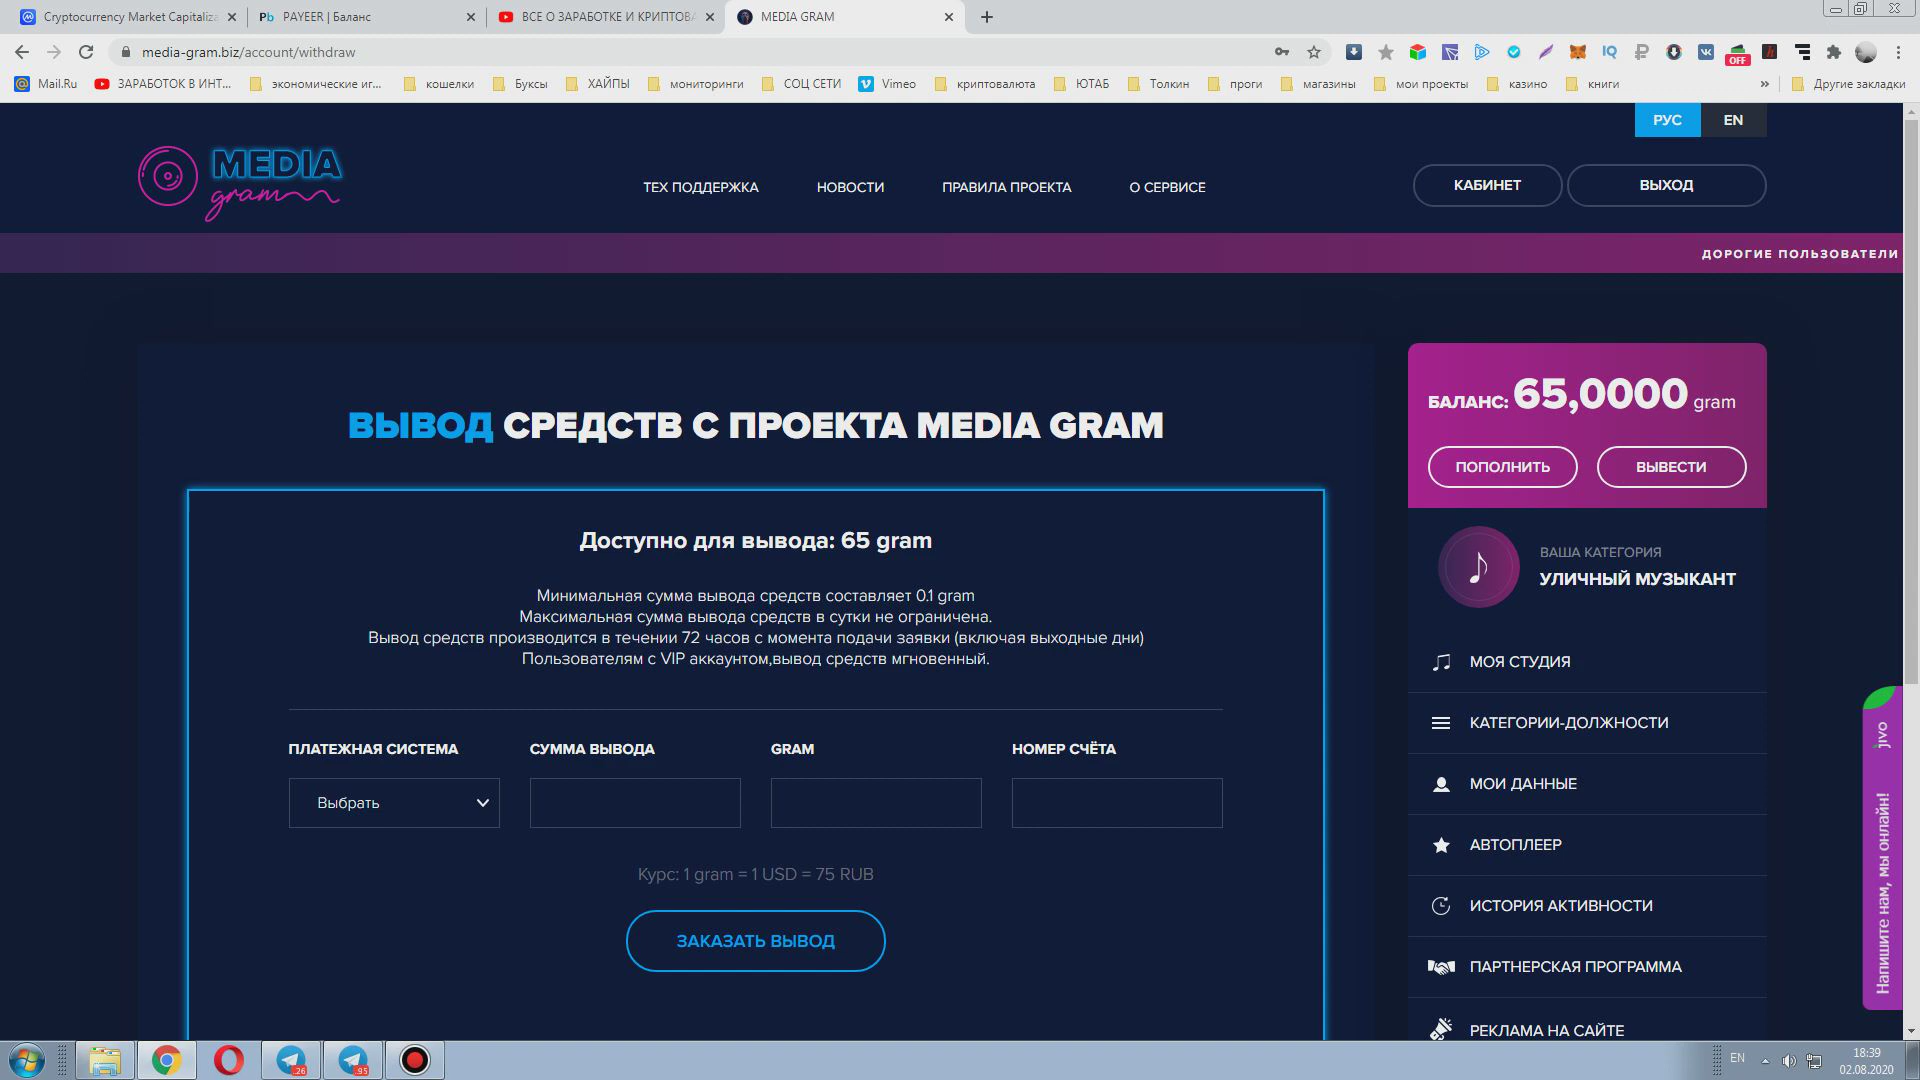 Cryptocurrency Market Capitaliza
PAYEER | Баланс
ВСЕ О ЗАРАБОТКЕ И КРИПТОВА
MEDIA GRAM
media-gram.biz/account/withdraw
OFF
Mail.Ru
ЗАРАБОТОК В ИНТ...
экономические иг...
кошелки
Буксы
ХАЙПЫ
мониторинги
СОЦ СЕТИ
Vimeo
криптовалюта
ЮТАБ
Толкин
проги
магазины
мои проекты
казино
книги
»
Другие закладки
РУС
EN
MEDIA
gram
ТЕХ ПОДДЕРЖКА
НОВОСТИ
ПРАВИЛА ПРОЕКТА
О СЕРВИСЕ
КАБИНЕТ
ВЫХОД
ДОРОГИЕ ПОЛЬЗОВАТЕЛИ
ВЫВОД СРЕДСТВ С ПРОЕКТА MEDIA GRAM
Доступно для вывода: 65 gram
Минимальная сумма вывода средств составляет 0.1 gram
Максимальная сумма вывода средств в сутки не ограничена.
Вывод средств производится в течении 72 часов с момента подачи заявки (включая выходные дни)
Пользователям с VIP аккаунтом,вывод средств мгновенный.
ПЛАТЕЖНАЯ СИСТЕМА
СУММА ВЫВОДА
GRAM
НОМЕР СЧЁТА
Выбрать
Курс: 1 gram = 1 USD = 75 RUB
ЗАКАЗАТЬ ВЫВОД
БАЛАНС: 65,0000 gram
ПОПОЛНИТЬ
ВЫВЕСТИ
ВАША КАТЕГОРИЯ
УЛИЧНЫЙ МУЗЫКАНТ
МОЯ СТУДИЯ
КАТЕГОРИИ-ДОЛЖНОСТИ
МОИ ДАННЫЕ
АВТОПЛЕЕР
ИСТОРИЯ АКТИВНОСТИ
ПАРТНЕРСКАЯ ПРОГРАММА
РЕКЛАМА НА САЙТЕ
jivo
Напишите нам, мы онлайн!
.26
.95
EN
18:39
02.08.2020